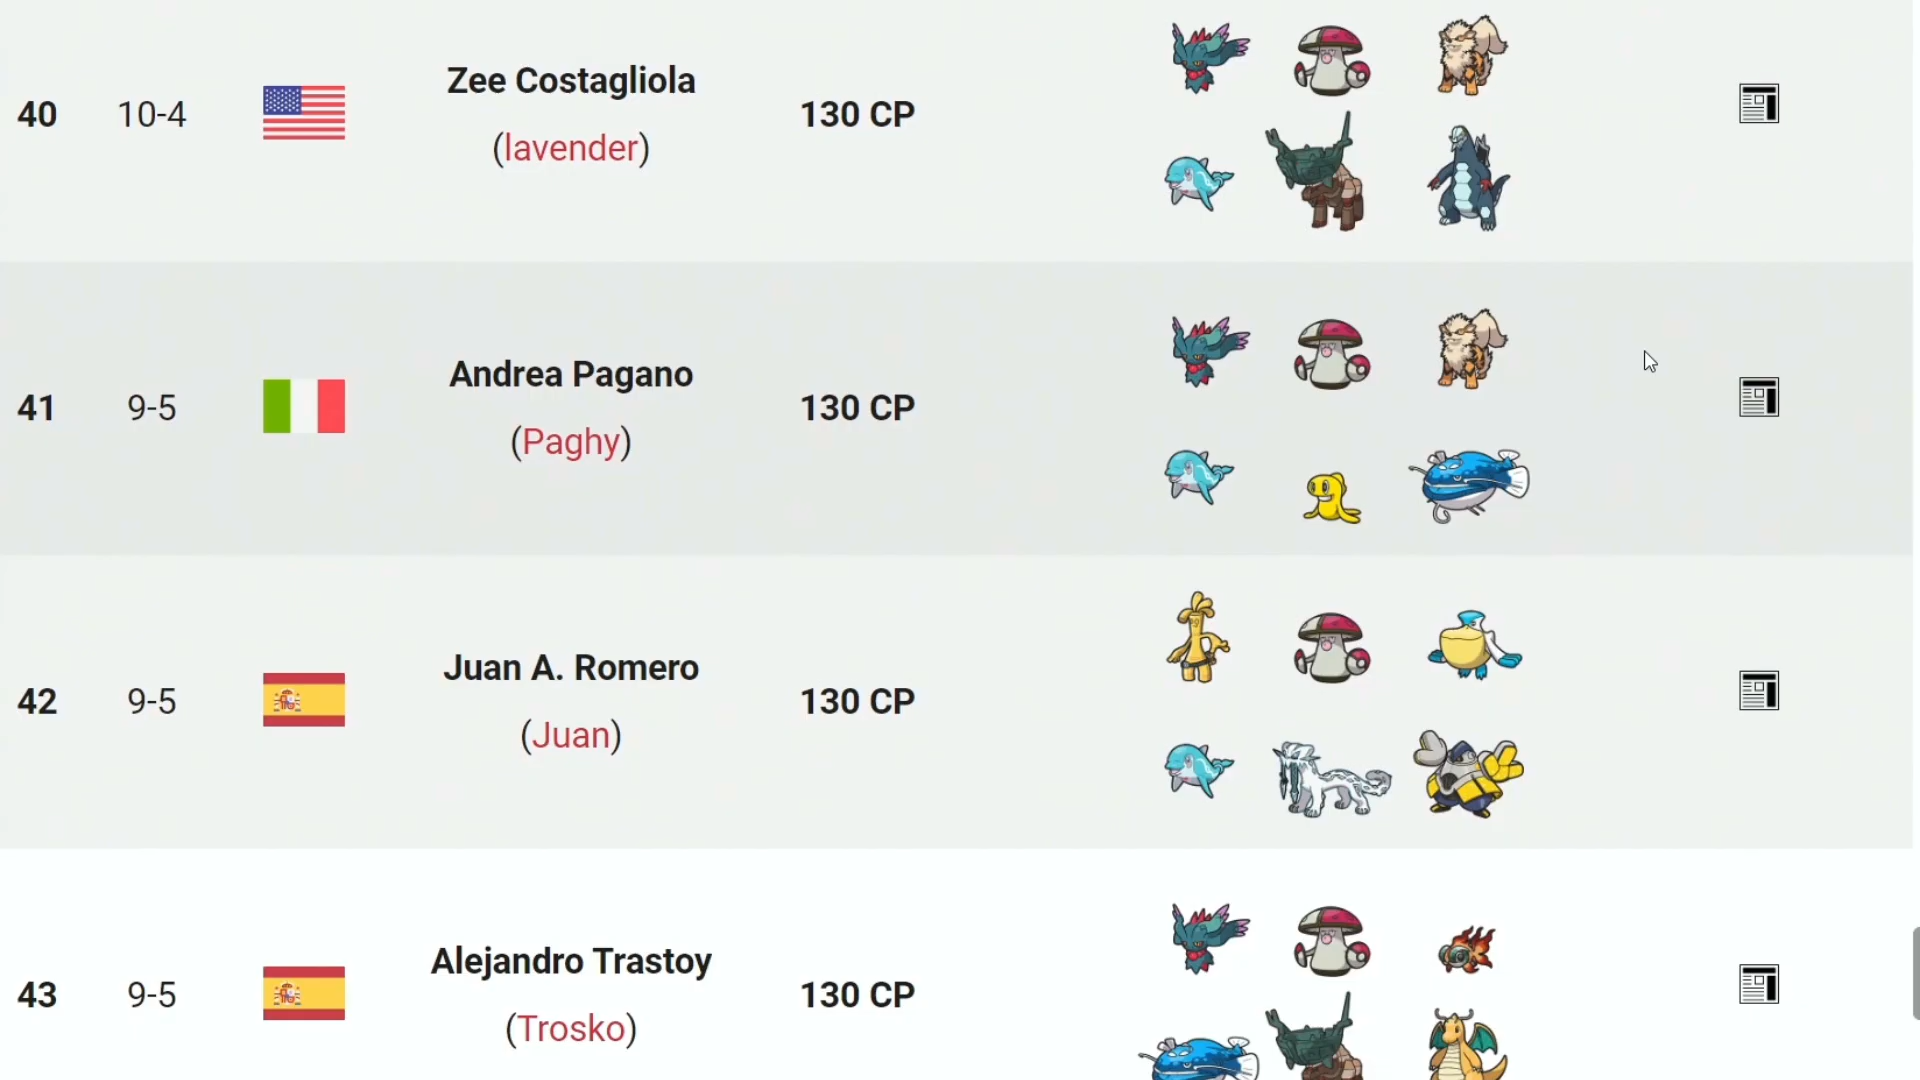 40 10-4 Zee Costagliola 130 CP
(lavender)
41 9-5 Andrea Pagano 130 CP
(Paghy)
42 9-5 Juan A. Romero 130 CP
(Juan)
43 9-5 Alejandro Trastoy 130 CP
(Trosko)